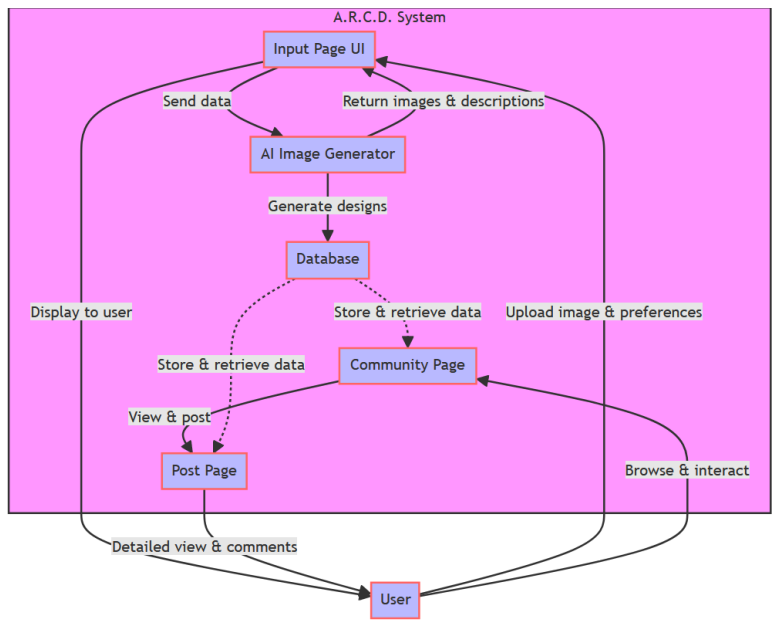 A.R.C.D. System
Input Page UI
Send data
Return images & descriptions
AI Image Generator
Generate designs
Database
Display to user
Store & retrieve data
Upload image & preferences
Store & retrieve data
Community Page
View & post
Post Page
Browse & interact
Detailed view & comments
User